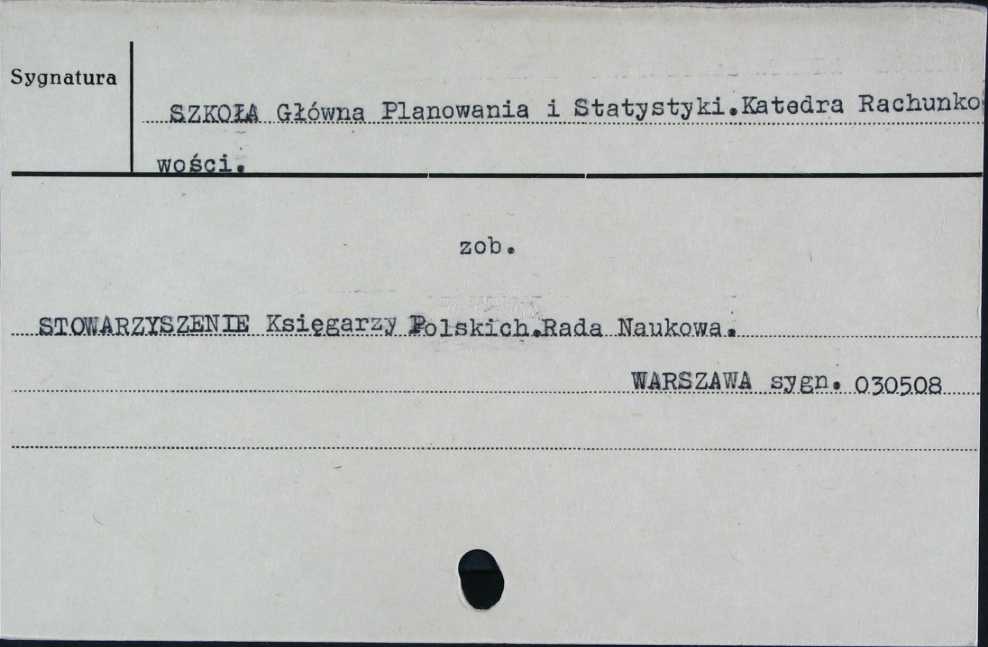 Sygnatura
SZKOŁA Główna Planowania i Statystyki.Katedra Rachunko
wości.
zob.
STOWARZYSZENIE Księgarzy Polskich.Rada Naukowa.
WARSZAWA sygn. 030508